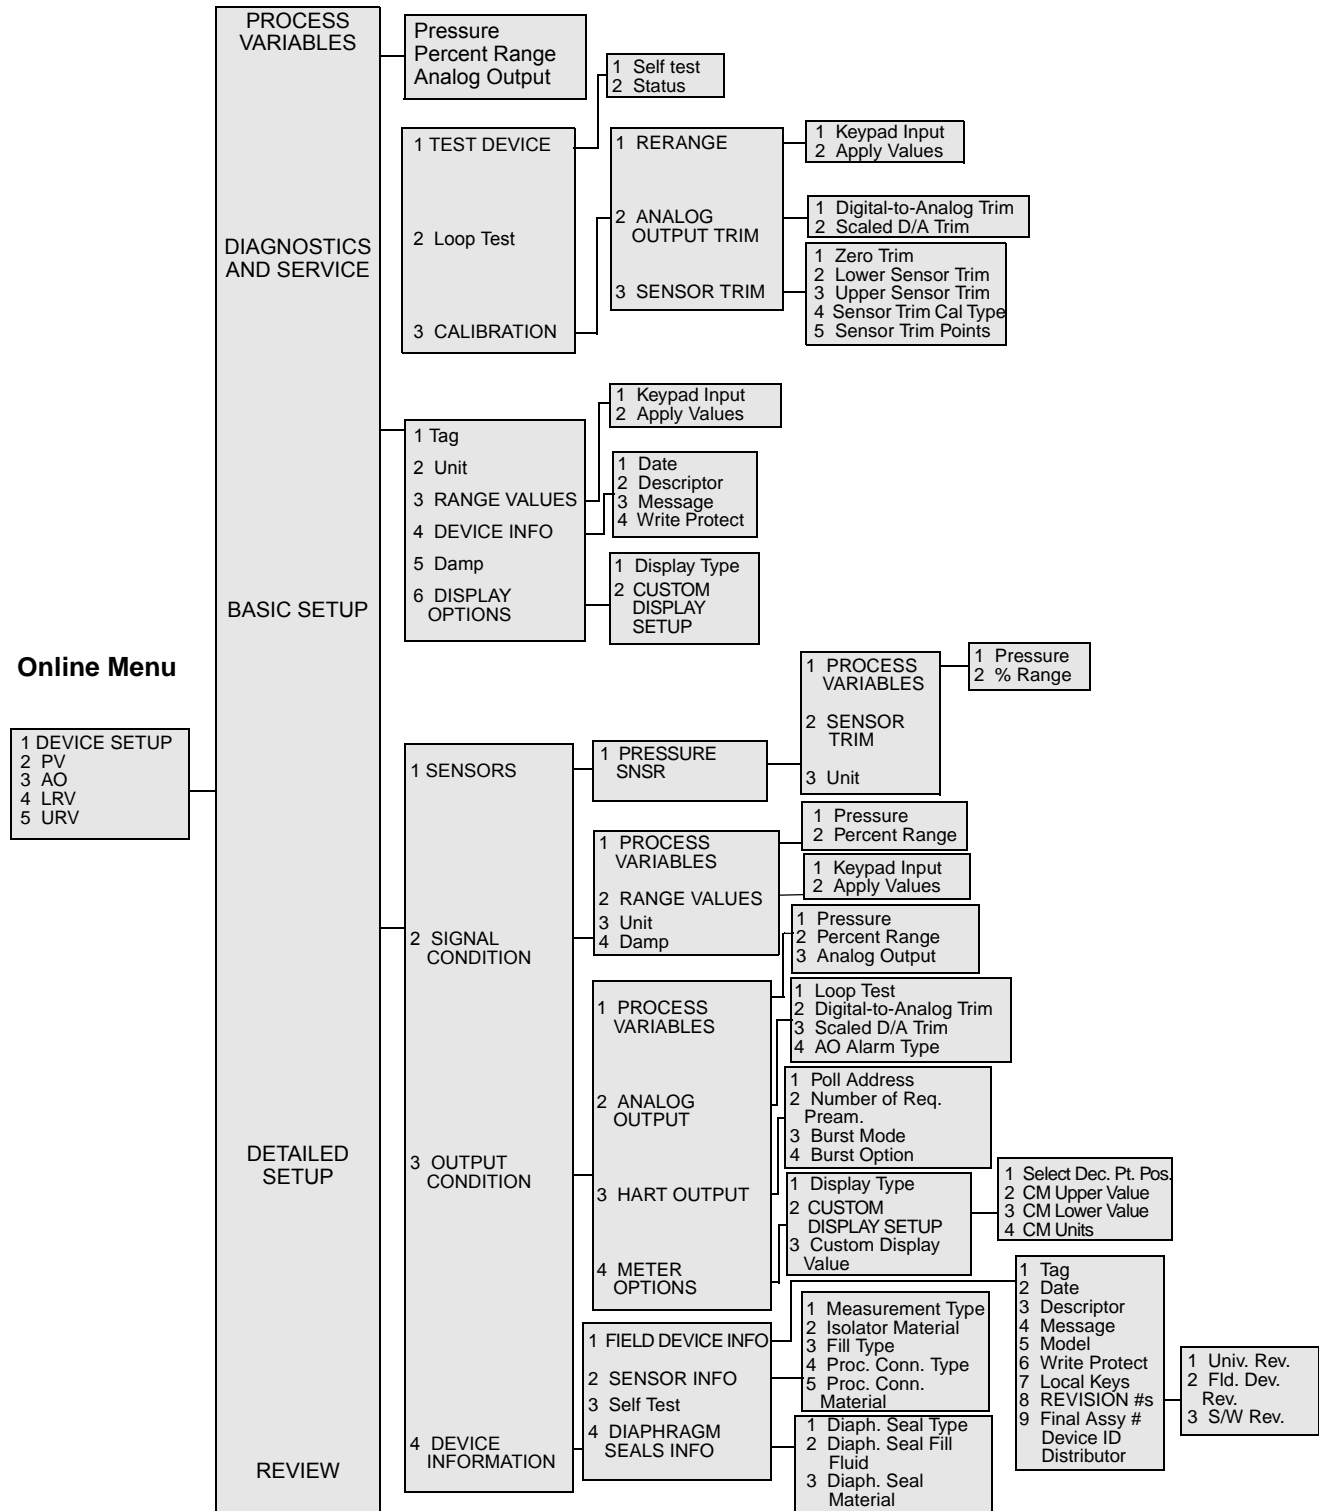 Online Menu
1 DEVICE SETUP
2 PV
3 AO
4 LRV
5 URV
PROCESS
VARIABLES
DIAGNOSTICS
AND SERVICE
BASIC SETUP
DETAILED
SETUP
REVIEW
Pressure
Percent Range
Analog Output
1 TEST DEVICE
2 Loop Test
3 CALIBRATION
1 Self test
2 Status
1 RERANGE
2 ANALOG
OUTPUT TRIM
3 SENSOR TRIM
1 Keypad Input
2 Apply Values
1 Digital-to-Analog Trim
2 Scaled D/A Trim
1 Zero Trim
2 Lower Sensor Trim
3 Upper Sensor Trim
4 Sensor Trim Cal Type
5 Sensor Trim Points
1 Tag
2 Unit
3 RANGE VALUES
4 DEVICE INFO
5 Damp
6 DISPLAY
OPTIONS
1 Keypad Input
2 Apply Values
1 Date
2 Descriptor
3 Message
4 Write Protect
1 Display Type
2 CUSTOM
DISPLAY
SETUP
1 SENSORS
2 SIGNAL
CONDITION
3 OUTPUT
CONDITION
4 DEVICE
INFORMATION
1 PRESSURE
SNSR
1 PROCESS
VARIABLES
2 SENSOR
TRIM
3 Unit
1 Pressure
2 % Range
1 PROCESS
VARIABLES
2 RANGE VALUES
3 Unit
4 Damp
1 Pressure
2 Percent Range
1 Keypad Input
2 Apply Values
1 PROCESS
VARIABLES
2 ANALOG
OUTPUT
3 HART OUTPUT
4 METER
OPTIONS
1 Pressure
2 Percent Range
3 Analog Output
1 Loop Test
2 Digital-to-Analog Trim
3 Scaled D/A Trim
4 AO Alarm Type
1 Poll Address
2 Number of Req.
Pream.
3 Burst Mode
4 Burst Option
1 Display Type
2 CUSTOM
DISPLAY SETUP
3 Custom Display
Value
1 Select Dec. Pt. Pos.
2 CM Upper Value
3 CM Lower Value
4 CM Units
1 FIELD DEVICE INFO
2 SENSOR INFO
3 Self Test
4 DIAPHRAGM
SEALS INFO
1 Tag
2 Date
3 Descriptor
4 Message
5 Model
6 Write Protect
7 Local Keys
8 REVISION #s
9 Final Assy #
Device ID
Distributor
1 Univ. Rev.
2 Fld. Dev.
Rev.
3 S/W Rev.
1 Measurement Type
2 Isolator Material
3 Fill Type
4 Proc. Conn. Type
5 Proc. Conn.
Material
1 Diaph. Seal Type
2 Diaph. Seal Fill
Fluid
3 Diaph. Seal
Material